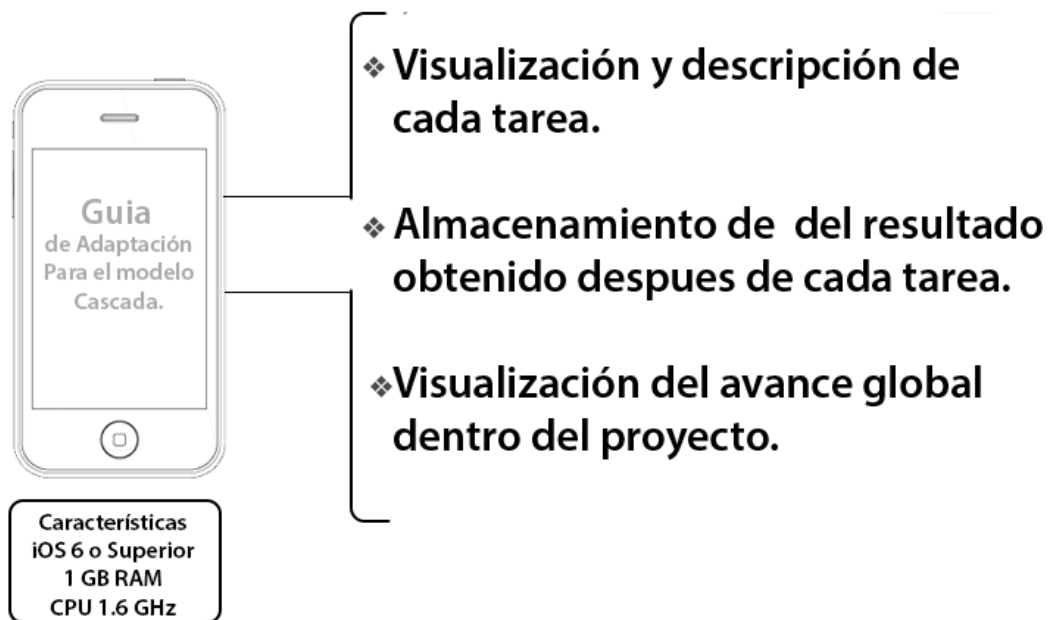 Guia
de Adaptación
Para el modelo
Cascada.
Característícas
iOS 6 o Superior
1 GB RAM
CPU 1.6 GHz
❖ Visualización y descripción de
cada tarea.
❖ Almacenamiento de del resultado
obtenido despues de cada tarea.
❖ Visualización del avance global
dentro del proyecto.